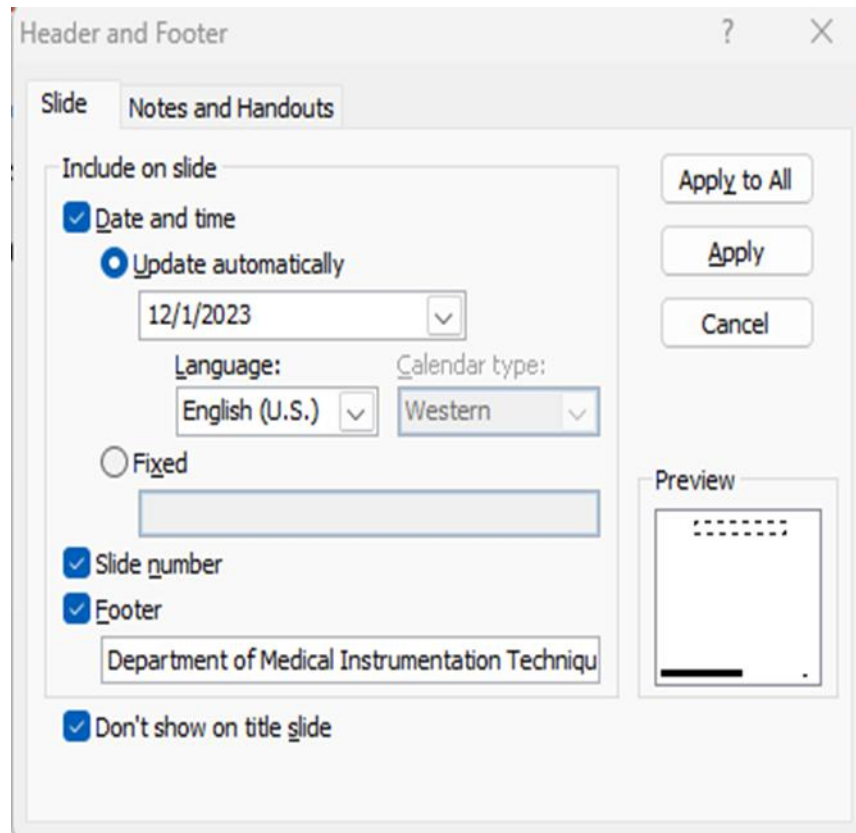 Header and Footer ?
Slide Notes and Handouts
Include on slide
Apply to All
Date and time
Apply
Update automatically
12/1/2023
Cancel
Language: Calendar type:
English (U.S.) Western
Fixed
Preview
Slide number
Footer
Department of Medical Instrumentation Techniqu
Don't show on title slide